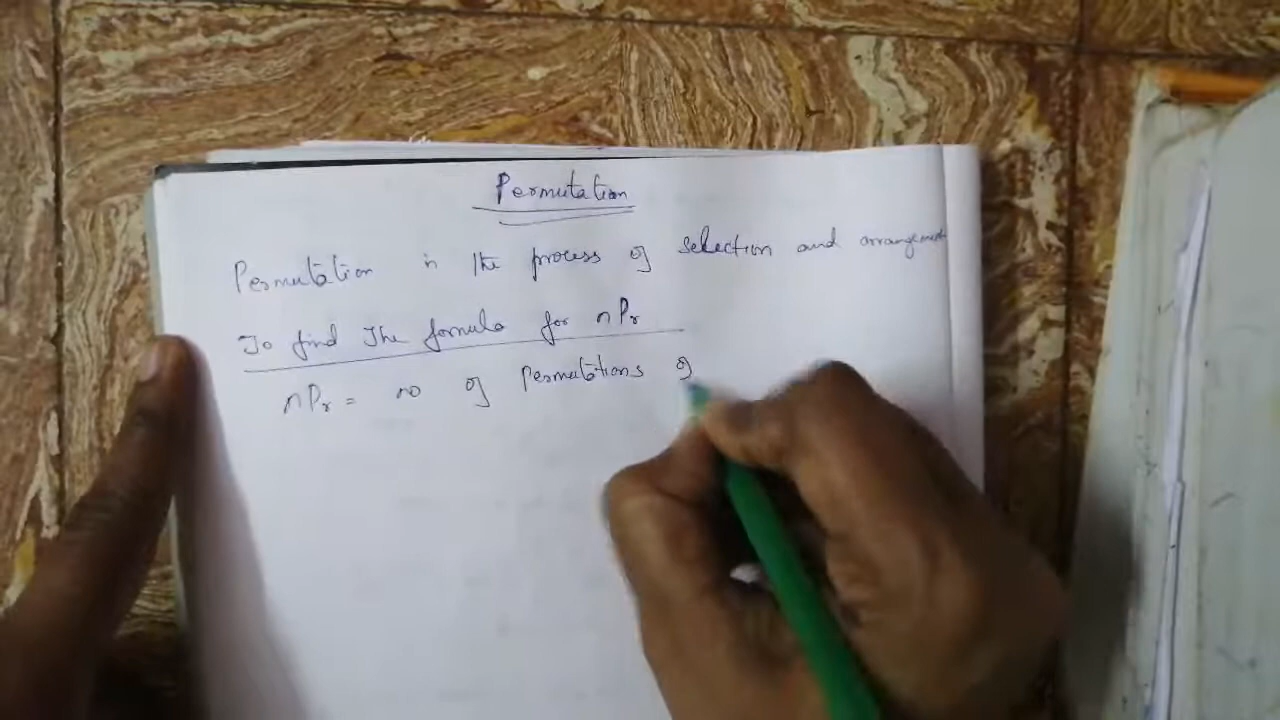 Permutation
Permutation is the process of selection and arrangement
To find The formula for nPr
nPr = no of Permutations of